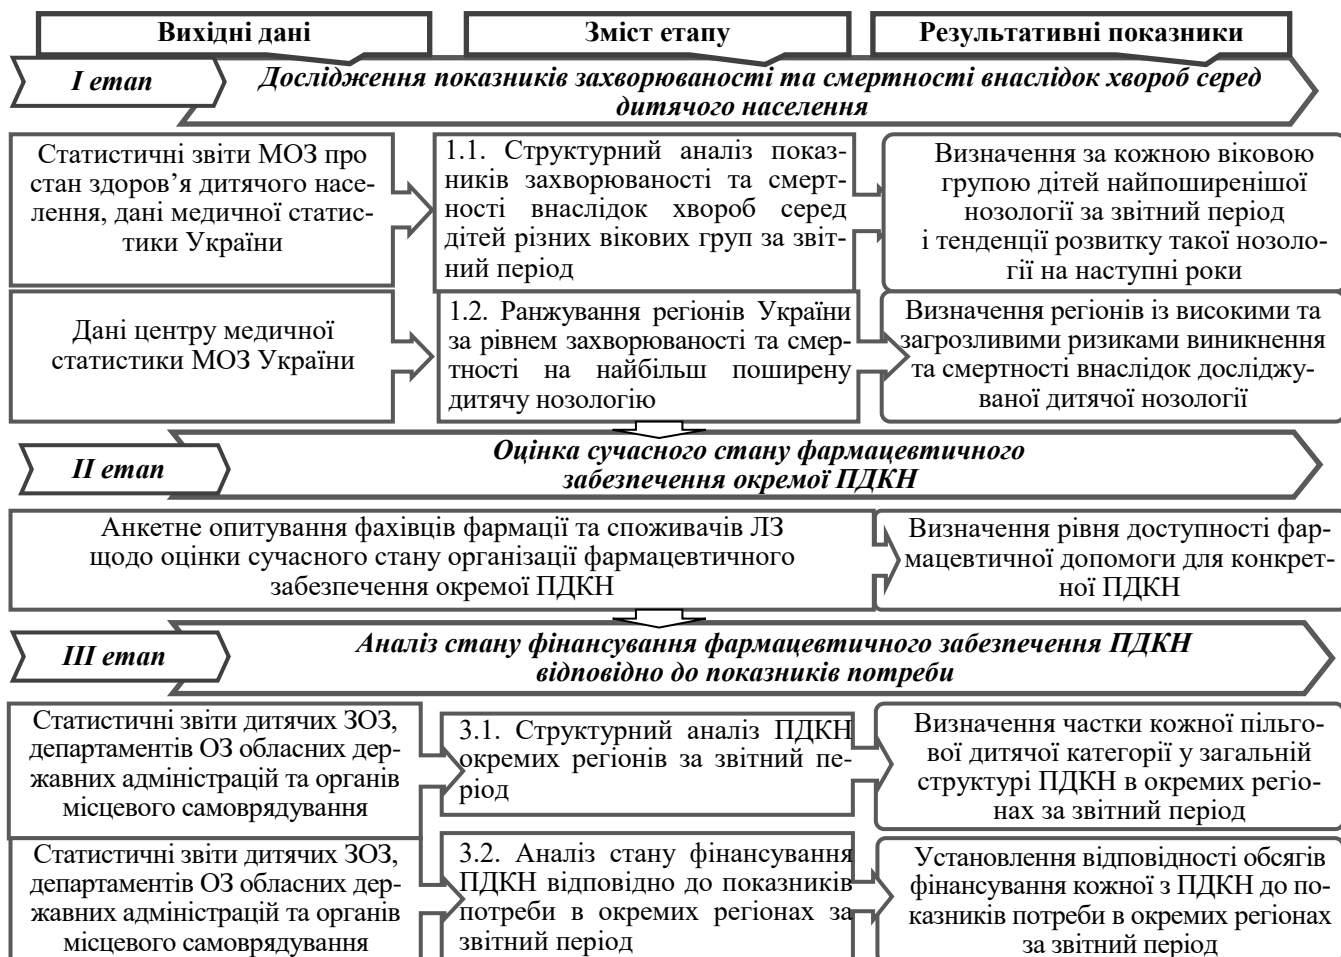 Вихідні дані
Зміст етапу
Результативні показники
I етап
Дослідження показників захворюваності та смертності внаслідок хвороб серед
дитячого населення
Статистичні звіти МОЗ про
стан здоров’я дитячого насе-
лення, дані медичної статис-
тики України
1.1. Структурний аналіз показ-
ників захворюваності та смер-
тності внаслідок хвороб серед
дітей різних вікових груп за звіт-
ний період
Визначення за кожною віковою
групою дітей найпоширенішої
нозології за звітний період
і тенденції розвитку такої нозоло-
гії на наступні роки
Дані центру медичної
статистики МОЗ України
1.2. Ранжування регіонів України
за рівнем захворюваності та смер-
тності на найбільш поширену
дитячу нозологію
Визначення регіонів із високими та
загрозливими ризиками виникнення
та смертності внаслідок досліджу-
ваної дитячої нозології
II етап
Оцінка сучасного стану фармацевтичного
забезпечення окремої ПДКН
Анкетне опитування фахівців фармації та споживачів ЛЗ
щодо оцінки сучасного стану організації фармацевтичного
забезпечення окремої ПДКН
Визначення рівня доступності фар-
мацевтичної допомоги для конкрет-
ної ПДКН
III етап
Аналіз стану фінансування фармацевтичного забезпечення ПДКН
відповідно до показників потреби
Статистичні звіти дитячих ЗОЗ,
департаментів ОЗ обласних дер-
жавних адміністрацій та органів
місцевого самоврядування
3.1. Структурний аналіз ПДКН
окремих регіонів за звітний пе-
ріод
Визначення частки кожної пільго-
вої дитячої категорії у загальній
структурі ПДКН в окремих регіо-
нах за звітний період
Статистичні звіти дитячих ЗОЗ,
департаментів ОЗ обласних дер-
жавних адміністрацій та органів
місцевого самоврядування
3.2. Аналіз стану фінансування
ПДКН відповідно до показників
потреби в окремих регіонах за
звітний період
Установлення відповідності обсягів
фінансування кожної з ПДКН до по-
казників потреби в окремих регіонах
за звітний період